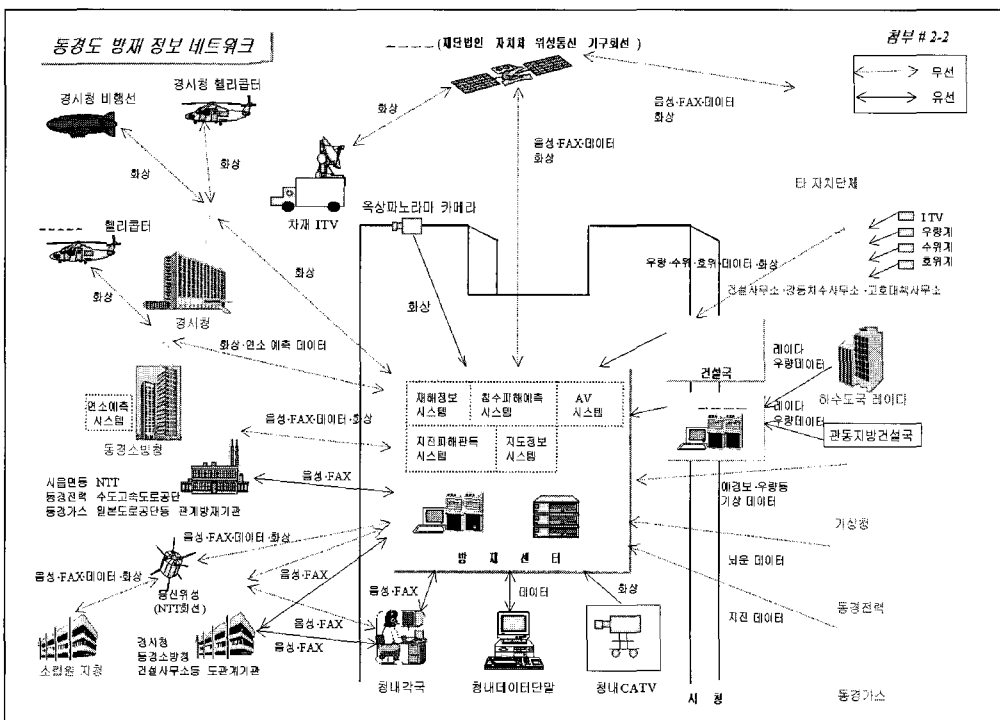 동경도 방재 정보 네트워크
(재단법인 자치체 위성통신 기구회선)
첨부 # 2-2
무선
유선
경시청 비행선
경시청 헬리콥터
화상
화상
화상
음성·FAX·데이터
화상
음성·FAX·데이터
화상
차재 ITV
옥상파노라마 카메라
타 자치단체
헬리콥터
화상
경시청
화상
화상
ITV
우량계
수위계
호위계
우량·수위·호위·데이터·화상
건설사무소·강동치수사무소·고호대책사무소
화상·연소 예측 데이터
건설국
레이다
우량데이터
하수도국 레이다
연소예측
시스템
동경소방청
음성·FAX·데이터·화상
재해정보
시스템
침수피해예측
시스템
AV
시스템
지진피해판독
시스템
지도정보
시스템
레이다
우량데이터
관동지방건설국
시읍면등 NTT
동경전력 수도고속도로공단
동경가스 일본도로공단등 관계방재기관
음성·FAX
예경보·우량등
기상 데이터
기상청
방 재 센 터
음성·FAX·데이터·화상
뇌운 데이터
음성·FAX·데이터·화상
통신위성
(NTT회선)
음성·FAX
음성·FAX
데이터
화상
동경전력
지진 데이터
음성·FAX
음성·FAX
소립원 지청
경시청
동경소방청
건설사무소등 도관계기관
청내각국
청내데이터단말
청내CATV
시 청
동경가스